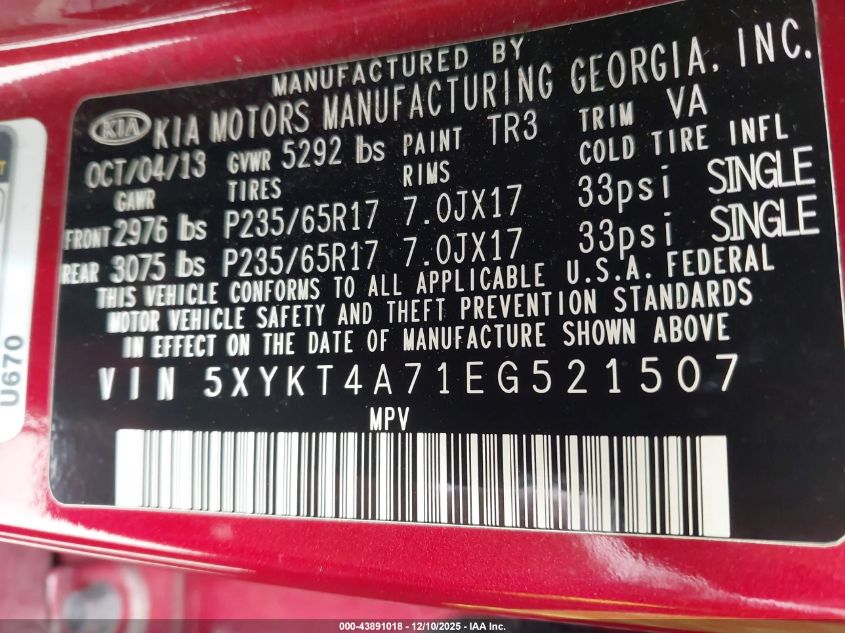 MANUFACTURED BY
KIA KIA MOTORS MANUFACTURING GEORGIA, INC.
OCT/04/13 GVWR 5292 lbs PAINT TR3 TRIM VA
GAWR TIRES RIMS COLD TIRE INFL
FRONT 2976 lbs P235/65R17 7.0JX17 33psi SINGLE
REAR 3075 lbs P235/65R17 7.0JX17 33psi SINGLE
THIS VEHICLE CONFORMS TO ALL APPLICABLE U.S.A. FEDERAL
MOTOR VEHICLE SAFETY AND THEFT PREVENTION STANDARDS
IN EFFECT ON THE DATE OF MANUFACTURE SHOWN ABOVE
VIN 5XYKT4A71EG521507
MPV
U670
000-43891018 - 12/10/2025 - IAA Inc.